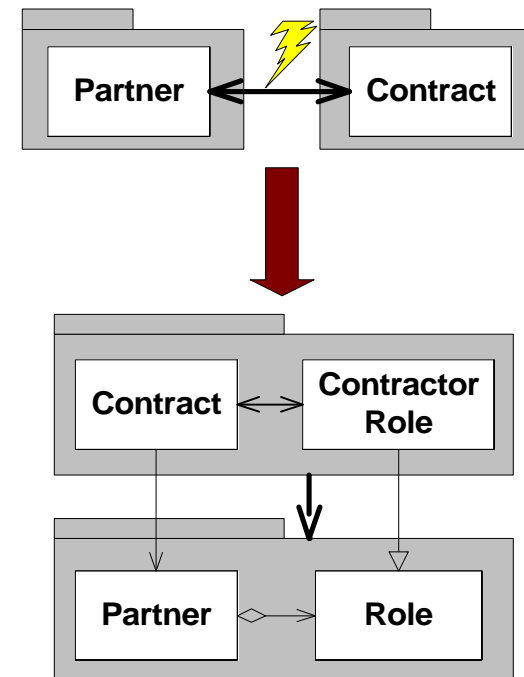 Partner
Contract
Contract
Contractor
Role
Partner
Role